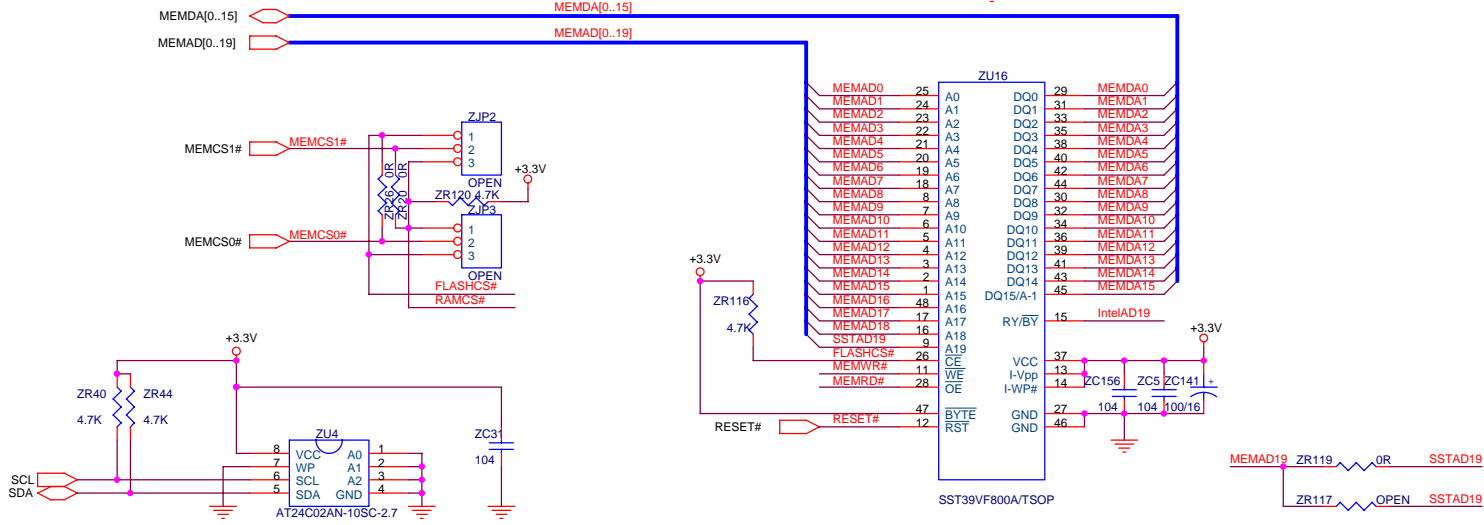 MEMDA[0..15]
MEMDA[0..15]
MEMAD[0..19]
MEMAD[0..19]
ZJP2
1
2
3
OPEN
MEMCS1#
MEMCS1#
ZR26 0R
ZR20 0R
ZR120 4.7K
+3.3V
ZJP3
1
2
3
OPEN
MEMCS0#
MEMCS0#
FLASHCS#
RAMCS#
ZU16
MEMAD0 25 A0 DQ0 29 MEMDA0
MEMAD1 24 A1 DQ1 31 MEMDA1
MEMAD2 23 A2 DQ2 33 MEMDA2
MEMAD3 22 A3 DQ3 35 MEMDA3
MEMAD4 21 A4 DQ4 38 MEMDA4
MEMAD5 20 A5 DQ5 40 MEMDA5
MEMAD6 19 A6 DQ6 42 MEMDA6
MEMAD7 18 A7 DQ7 44 MEMDA7
MEMAD8 8 A8 DQ8 30 MEMDA8
MEMAD9 7 A9 DQ9 32 MEMDA9
MEMAD10 6 A10 DQ10 34 MEMDA10
MEMAD11 5 A11 DQ11 36 MEMDA11
MEMAD12 4 A12 DQ12 39 MEMDA12
MEMAD13 3 A13 DQ13 41 MEMDA13
MEMAD14 2 A14 DQ14 43 MEMDA14
MEMAD15 1 A15 DQ15/A-1 45 MEMDA15
MEMAD16 48 A16
MEMAD17 17 A17 RY/BY 15 IntelAD19
MEMAD18 16 A18
SSTAD19 9 A19
FLASHCS# 26 CE VCC 37
MEMWR# 11 WE I-Vpp 13
MEMRD# 28 OE I-WP# 14
47 BYTE GND 27
RESET# RESET# 12 RST GND 46
SST39VF800A/TSOP
+3.3V
ZR116
4.7K
+3.3V
ZC156
104
ZC5
104
ZC141
+
100/16
+3.3V
ZR40
4.7K
ZR44
4.7K
ZU4
8 VCC A0 1
7 WP A1 2
SCL 6 SCL A2 3
SDA 5 SDA GND 4
AT24C02AN-10SC-2.7
ZC31
104
MEMAD19 ZR119 0R SSTAD19
ZR117 OPEN SSTAD19